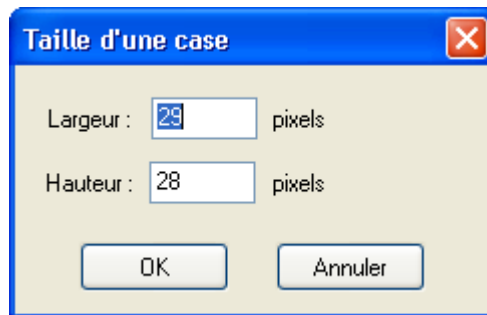 Taille d'une case
Largeur : 29 pixels
Hauteur : 28 pixels
OK Annuler